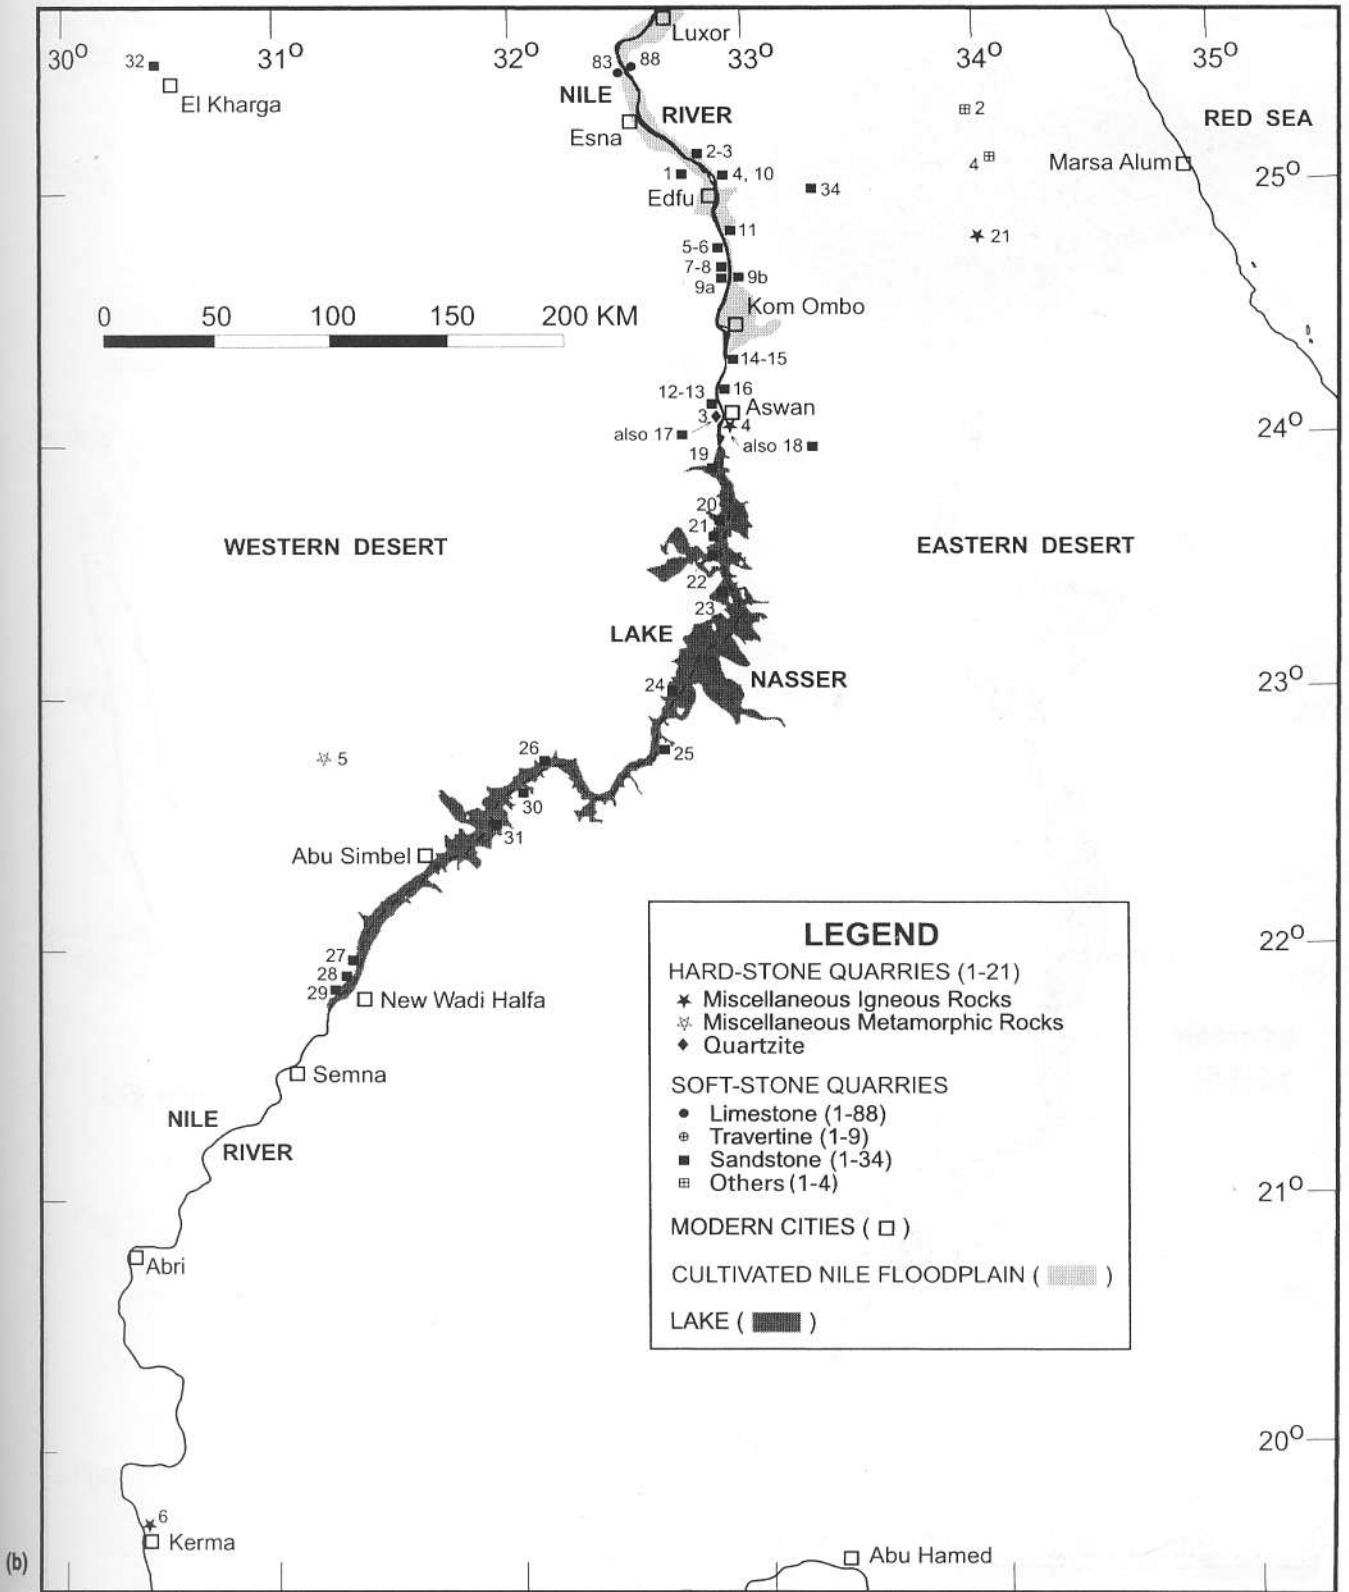 Luxor
30° 31° 32° 33° 34° 35°
32
El Kharga
83 88
NILE
RIVER
Esna
2
RED SEA
2-3
4
Marsa Alum
1
4, 10
34
25°
Edfu
11
21
5-6
7-8
9a
9b
Kom Ombo
0 50 100 150 200 KM
14-15
16
12-13
Aswan
3
4
also 17
also 18
24°
19
20
21
WESTERN DESERT
EASTERN DESERT
22
23
LAKE
NASSER
24
23°
25
26
5
30
31
Abu Simbel
27
28
29
New Wadi Halfa
22°
Semna
NILE
RIVER
21°
Abri
20°
6
Kerma
Abu Hamed
(b)
LEGEND
HARD-STONE QUARRIES (1-21)
Miscellaneous Igneous Rocks
Miscellaneous Metamorphic Rocks
Quartzite
SOFT-STONE QUARRIES
Limestone (1-88)
Travertine (1-9)
Sandstone (1-34)
Others (1-4)
MODERN CITIES ( )
CULTIVATED NILE FLOODPLAIN ( )
LAKE ( )